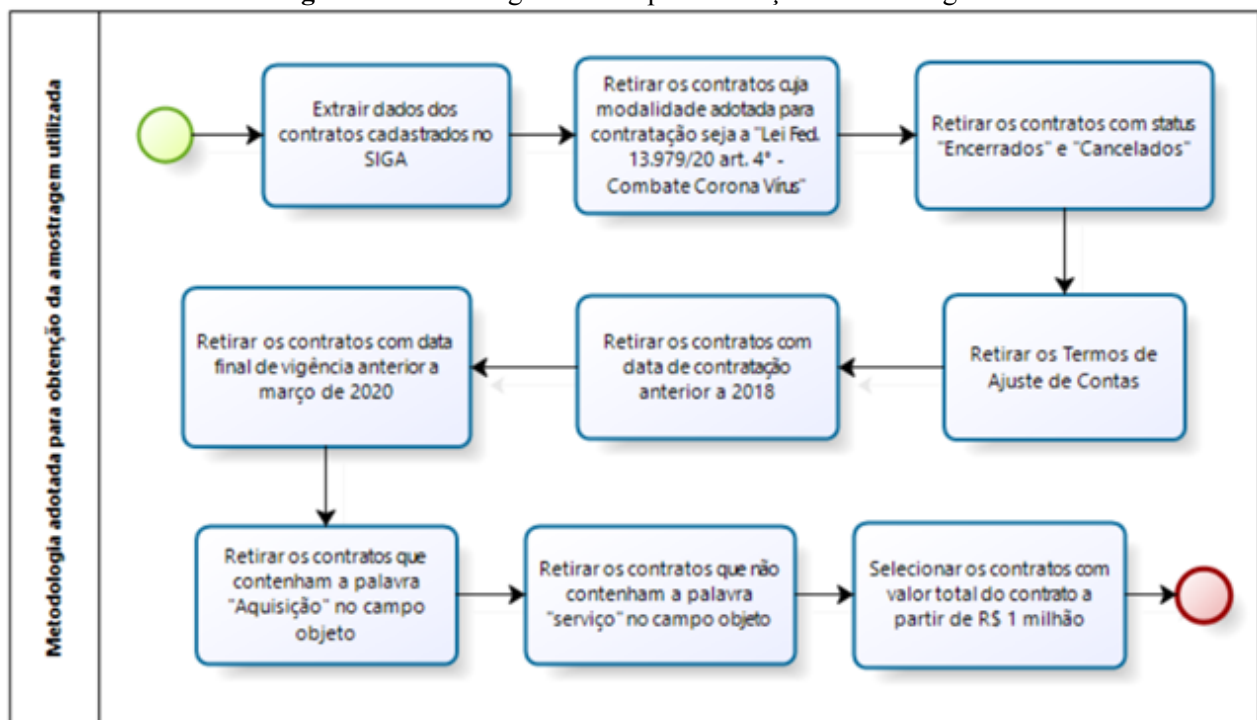 Metodologia adotada para obtenção da amostragem utilizada
Extrair dados dos
contratos cadastrados no
SIGA
Retirar os contratos cuja
modalidade adotada para
contratação seja a "Lei Fed.
13.979/20 art. 4° -
Combate Corona Vírus"
Retirar os contratos com status
"Encerrados" e "Cancelados"
Retirar os Termos de
Ajuste de Contas
Retirar os contratos com
data de contratação
anterior a 2018
Retirar os contratos com data
final de vigência anterior a
março de 2020
Retirar os contratos que
contenham a palavra
"Aquisição" no campo
objeto
Retirar os contratos que não
contenham a palavra
"serviço" no campo objeto
Selecionar os contratos com
valor total do contrato a
partir de R$ 1 milhão